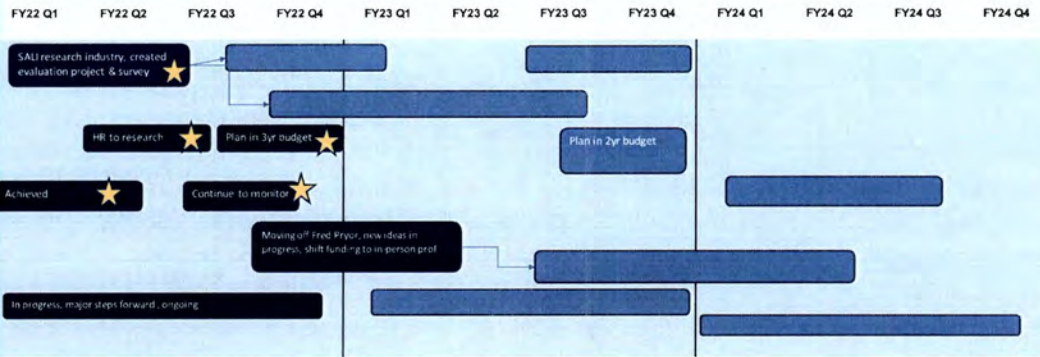 FY22 Q1 FY22 Q2 FY22 Q3 FY22 Q4 FY23 Q1 FY23 Q2 FY23 Q3 FY23 Q4 FY24 Q1 FY24 Q2 FY24 Q3 FY24 Q4
SALI research industry, created
evaluation project & survey
HR to research
Plan in 3yr budget
Plan in 2yr budget
Achieved
Continue to monitor
Moving off Fred Pryor, new ideas in
progress, shift funding to in-person prof
In progress, major steps forward, ongoing